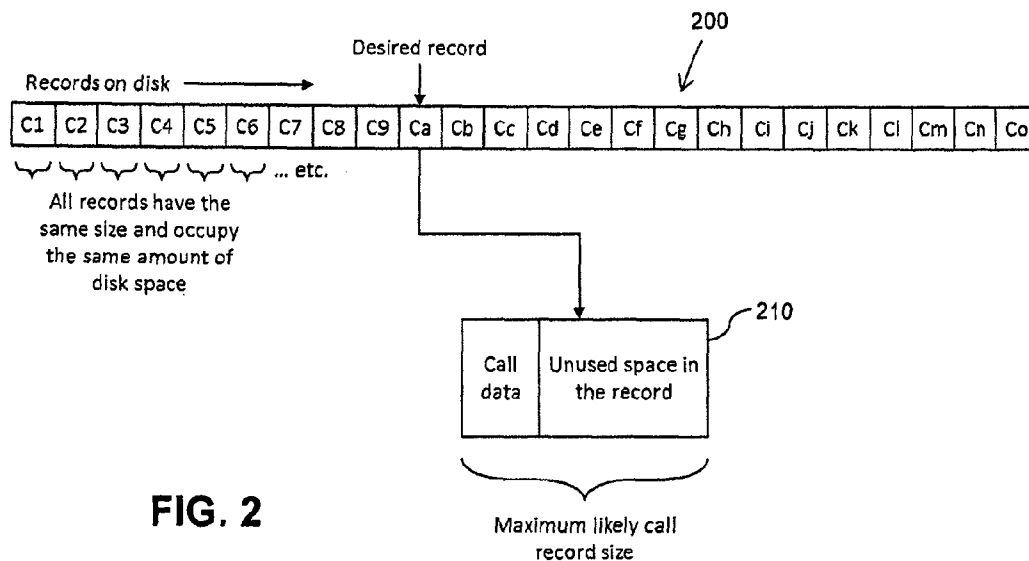 200
Desired record
Records on disk
C1 C2 C3 C4 C5 C6 C7 C8 C9 Ca Cb Cc Cd Ce Cf Cg Ch Ci Cj Ck Cl Cm Cn Co
... etc.
All records have the
same size and occupy
the same amount of
disk space
210
Call
data
Unused space in
the record
Maximum likely call
record size
FIG. 2